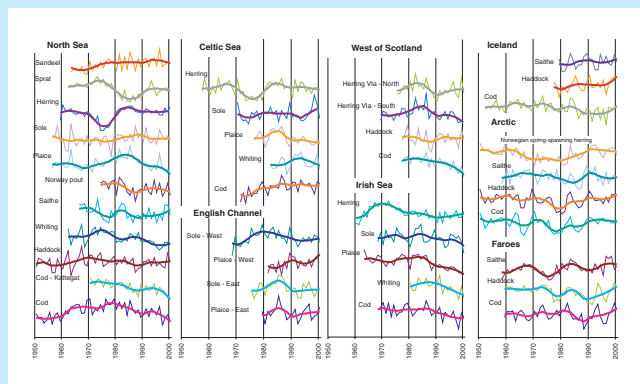 North Sea
Sandeel
Sprat
Herring
Sole
Plaice
Norway pout
Saithe
Whiting
Haddock
Cod - Kattegat
Cod
1950
1960
1970
1980
1990
2000
Celtic Sea
Herring
Sole
Plaice
Whiting
Cod
English Channel
Sole - West
Plaice - West
Sole - East
Plaice - East
1950
1960
1970
1980
1990
2000
West of Scotland
Herring VIa - North
Herring VIa - South
Haddock
Cod
Irish Sea
Herring
Sole
Plaice
Whiting
Cod
1950
1960
1970
1980
1990
2000
Iceland
Saithe
Haddock
Cod
Arctic
Norwegian spring-spawning herring
Saithe
Haddock
Cod
Faroes
Saithe
Haddock
Cod
1950
1960
1970
1980
1990
2000